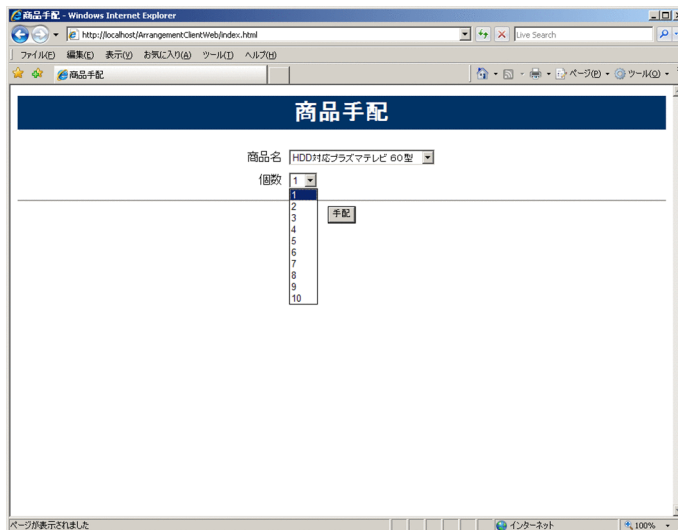 商品手配 - Windows Internet Explorer
http://localhost/ArrangementClientWeb/index.html
Live Search
ファイル(F) 編集(E) 表示(V) お気に入り(A) ツール(T) ヘルプ(H)
商品手配
ページ(P) ツール(O)
商品手配
商品名 HDD対応プラズマテレビ 60型
個数 1
1
2
手配
3
4
5
6
7
8
9
10
ページが表示されました
インターネット
100%